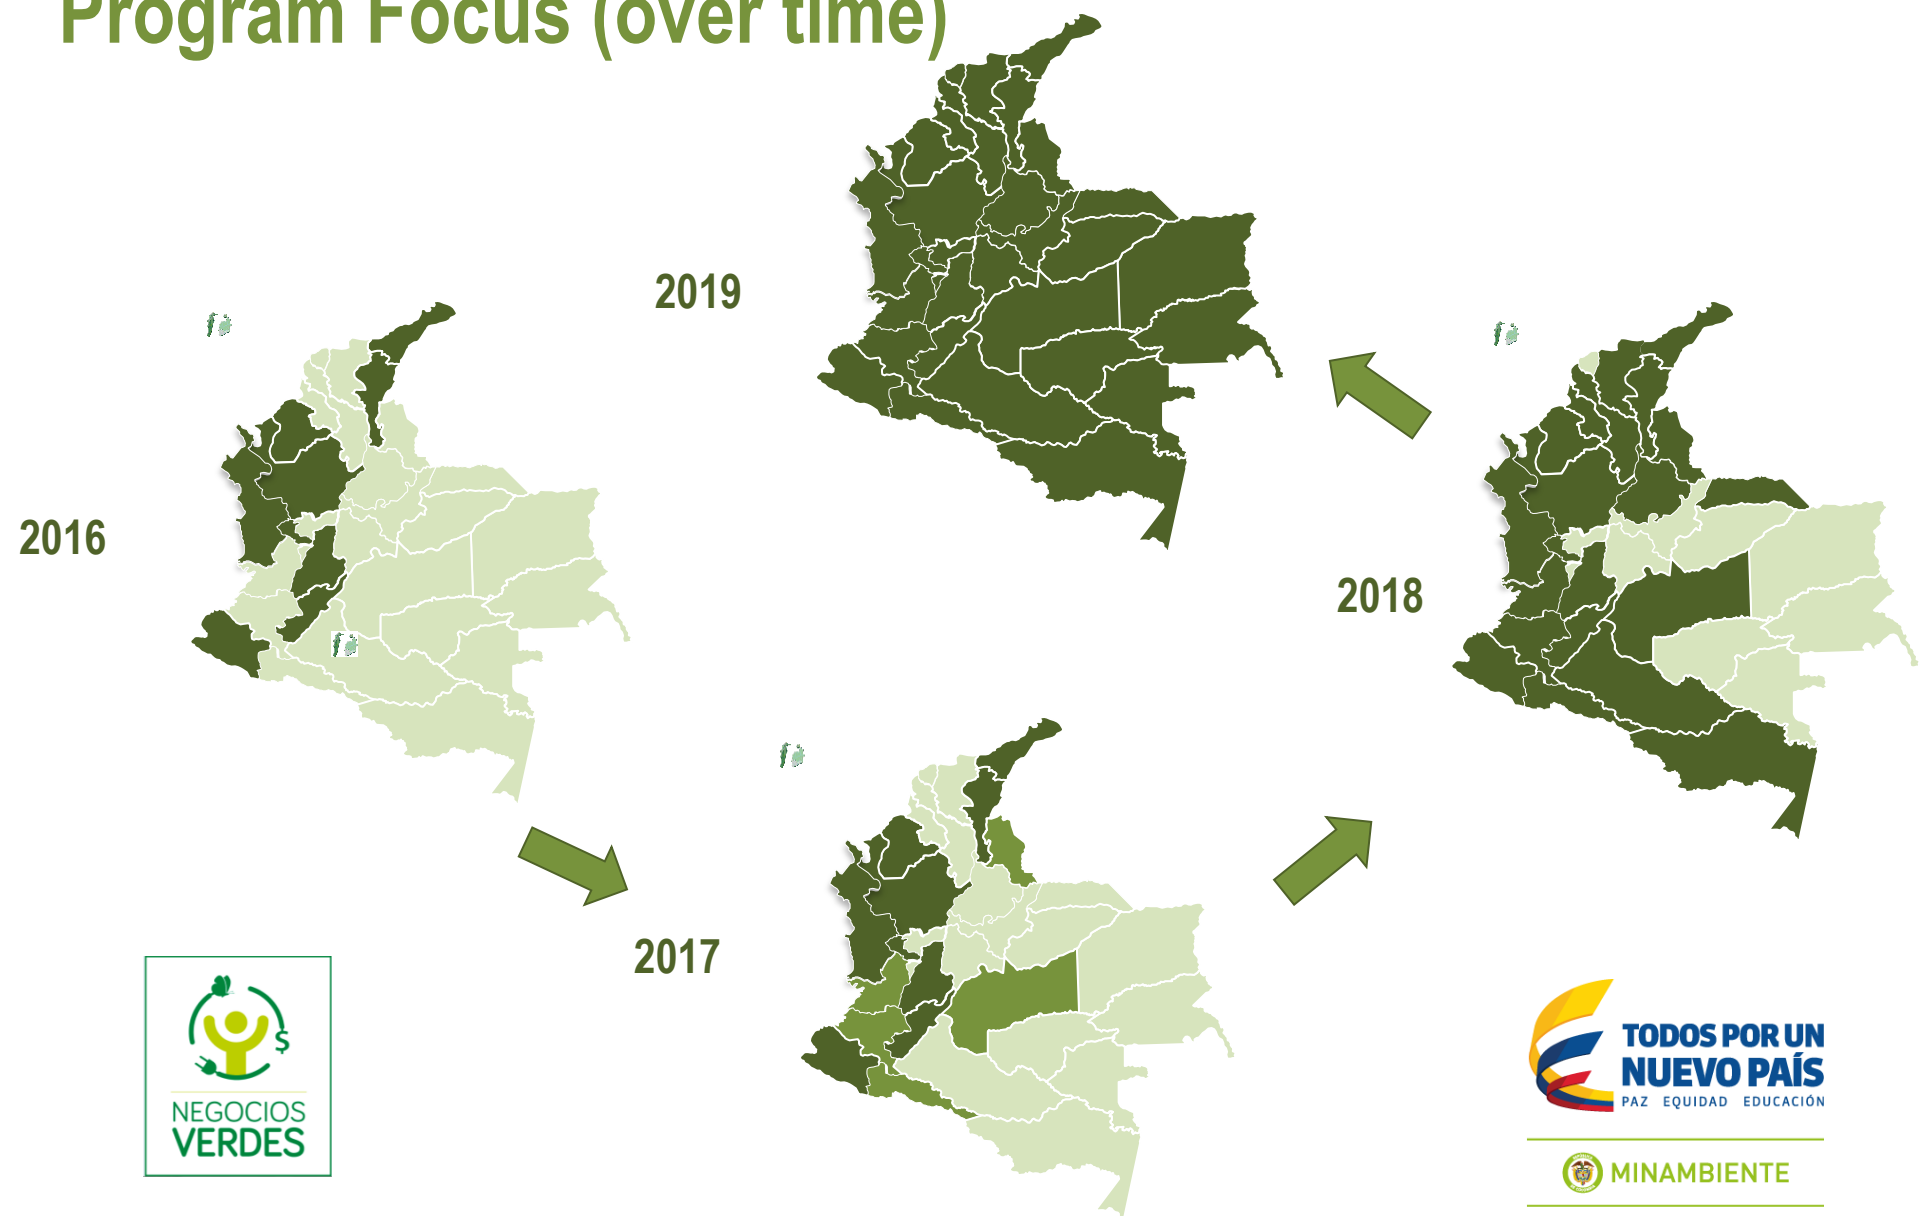 Program Focus (over time)
2019
2016
2018
2017
$
NEGOCIOS
VERDES
TODOS POR UN
NUEVO PAÍS
PAZ EQUIDAD EDUCACIÓN
MINAMBIENTE